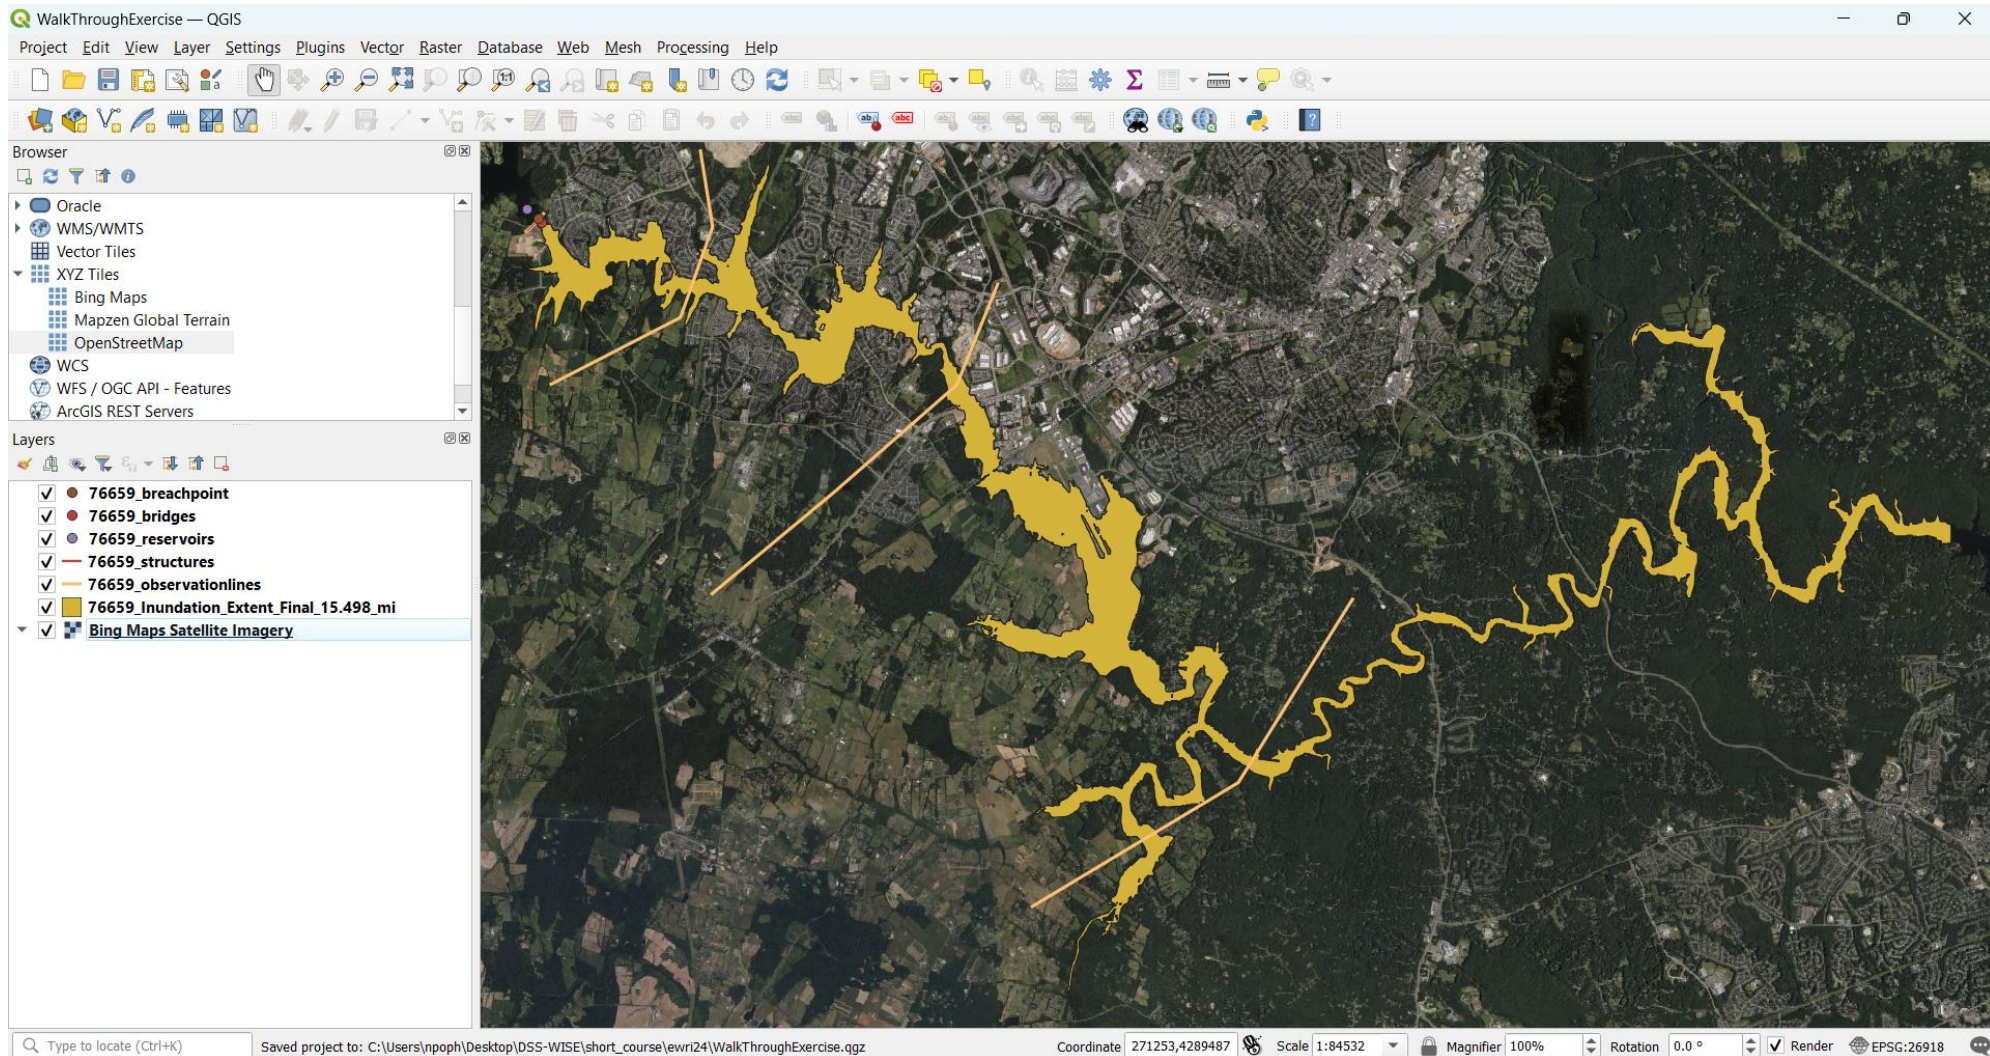 WalkThroughExercise — QGIS
Project Edit View Layer Settings Plugins Vector Raster Database Web Mesh Processing Help
Browser
Oracle
WMS/WMTS
Vector Tiles
XYZ Tiles
Bing Maps
Mapzen Global Terrain
OpenStreetMap
WCS
WFS / OGC API - Features
ArcGIS REST Servers
Layers
76659_breachpoint
76659_bridges
76659_reservoirs
76659_structures
76659_observationlines
76659_Inundation_Extent_Final_15.498_mi
Bing Maps Satellite Imagery
Type to locate (Ctrl+K) Saved project to: C:\Users\npoph\Desktop\DSS-WISE\short_course\ewri24\WalkThroughExercise.qgz Coordinate 271253,4289487 Scale 1:84532 Magnifier 100% Rotation 0.0 ° Render EPSG:26918